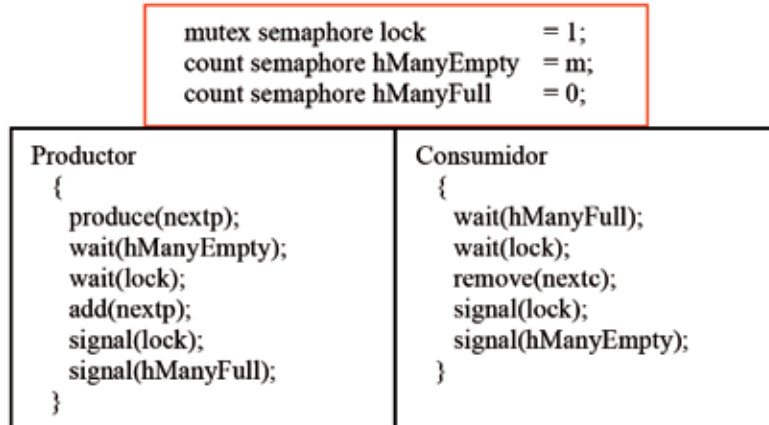 mutex semaphore lock = 1;
count semaphore hManyEmpty = m;
count semaphore hManyFull = 0;
Productor
{
produce(nextp);
wait(hManyEmpty);
wait(lock);
add(nextp);
signal(lock);
signal(hManyFull);
}
Consumidor
{
wait(hManyFull);
wait(lock);
remove(nextc);
signal(lock);
signal(hManyEmpty);
}